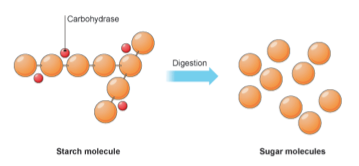 Carbohydrase
Digestion
Starch molecule
Sugar molecules